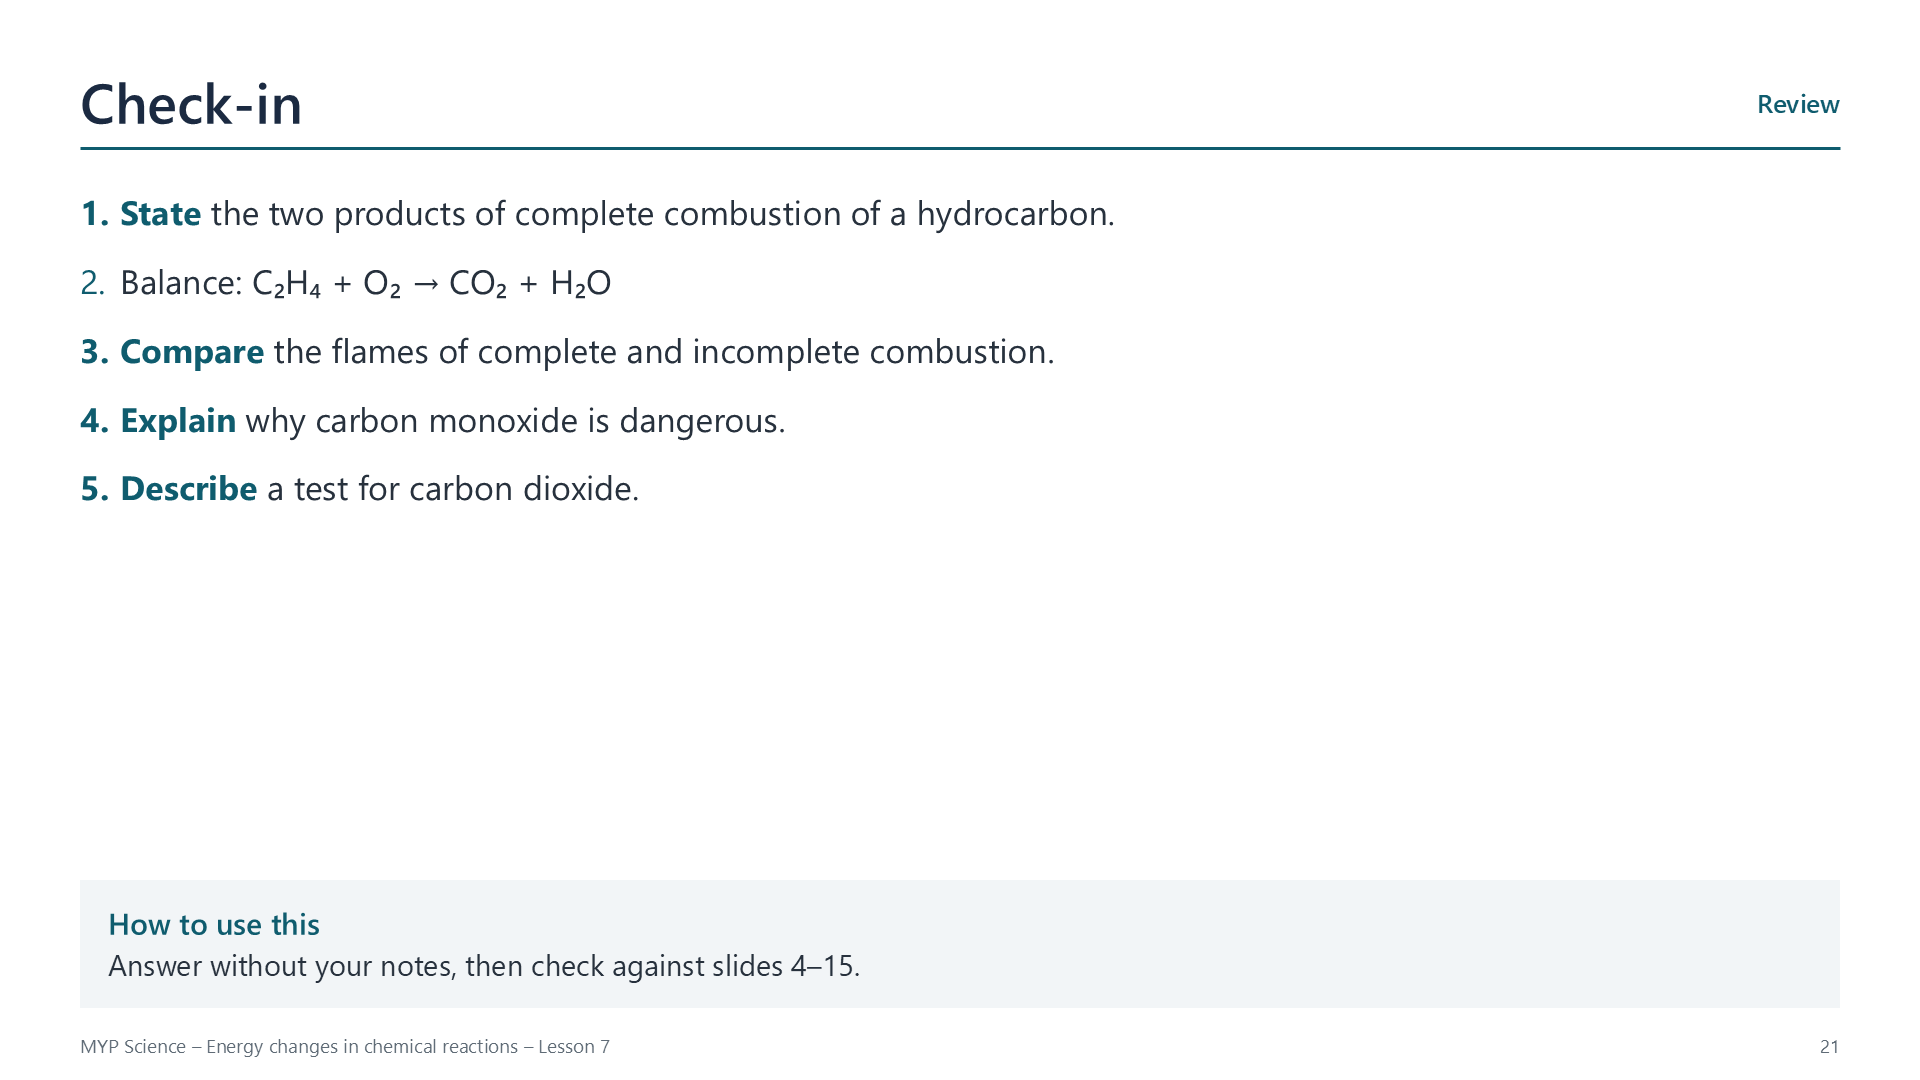 Check-in
Review
1. State the two products of complete combustion of a hydrocarbon.
2. Balance: C₂H₄ + O₂ → CO₂ + H₂O
3. Compare the flames of complete and incomplete combustion.
4. Explain why carbon monoxide is dangerous.
5. Describe a test for carbon dioxide.
How to use this
Answer without your notes, then check against slides 4–15.
MYP Science – Energy changes in chemical reactions – Lesson 7
21